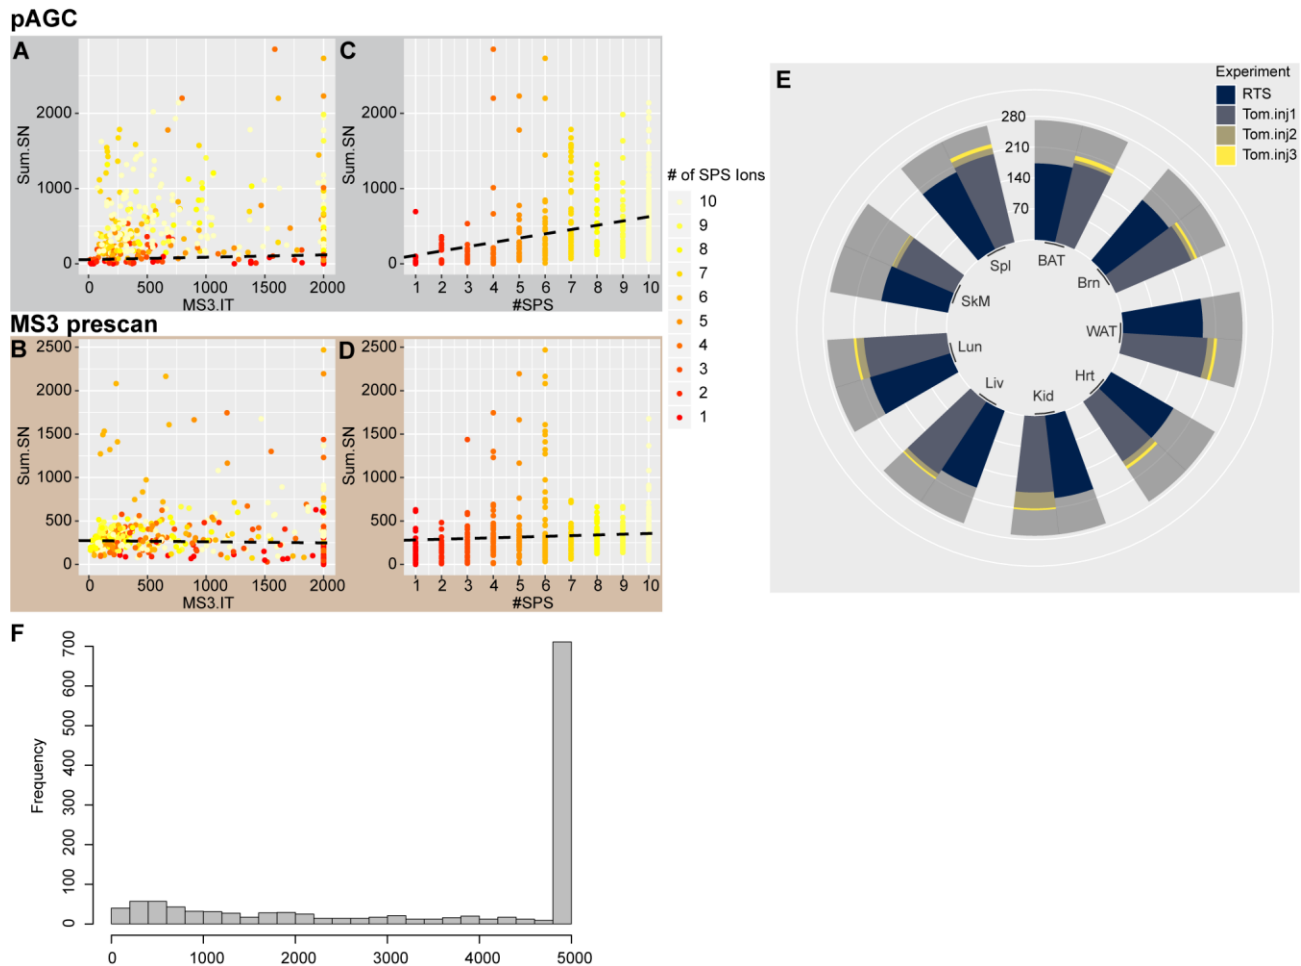 pAGC
A
C
Sum.SN
2000
1000
0
0
500
1000
1500
2000
MS3.IT
Sum.SN
2000
1000
0
1
2
3
4
5
6
7
8
9
10
#SPS
# of SPS Ions
10
9
8
7
6
5
4
3
2
1
MS3 prescan
B
D
Sum.SN
2500
2000
1500
1000
500
0
0
500
1000
1500
2000
MS3.IT
Sum.SN
2500
2000
1500
1000
500
0
1
2
3
4
5
6
7
8
9
10
#SPS
E
Experiment
RTS
Tom.inj1
Tom.inj2
Tom.inj3
280
210
140
70
BAT
Brn
WAT
Hrt
Kid
Liv
Lun
SkM
Spl
F
Frequency
700
600
500
400
300
200
100
0
0
1000
2000
3000
4000
5000